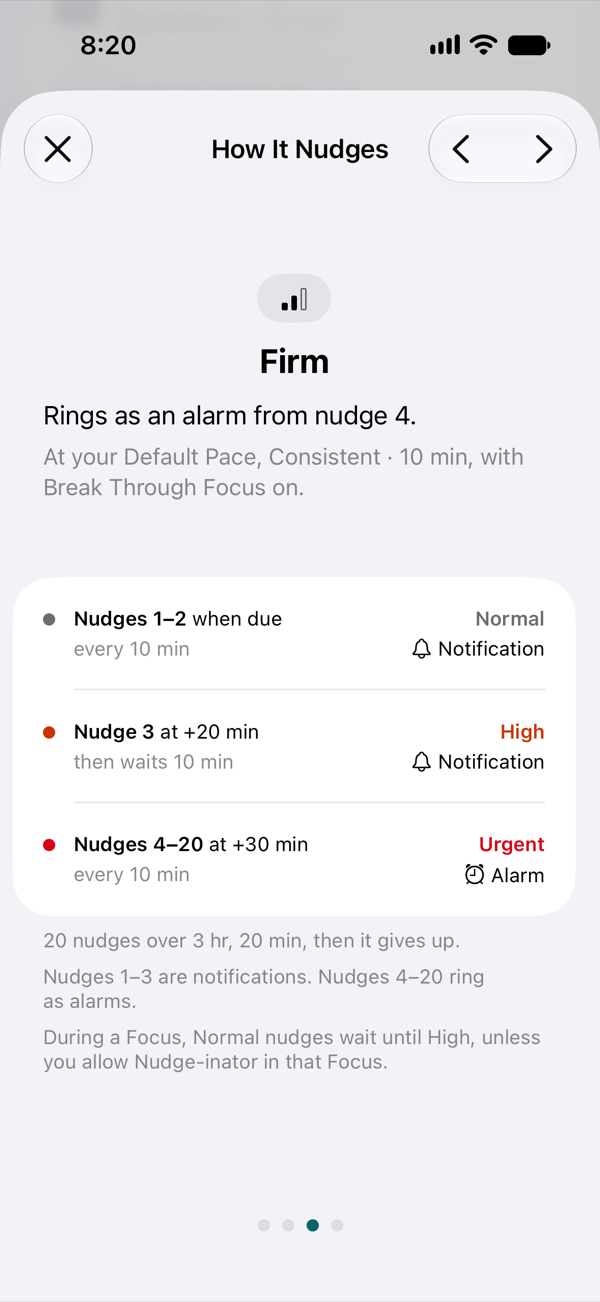 8:20
How It Nudges
Firm
Rings as an alarm from nudge 4.
At your Default Pace, Consistent · 10 min, with
Break Through Focus on.
Nudges 1–2 when due
Normal
every 10 min
Notification
Nudge 3 at +20 min
High
then waits 10 min
Notification
Nudges 4–20 at +30 min
Urgent
every 10 min
Alarm
20 nudges over 3 hr, 20 min, then it gives up.
Nudges 1–3 are notifications. Nudges 4–20 ring
as alarms.
During a Focus, Normal nudges wait until High, unless
you allow Nudge-inator in that Focus.